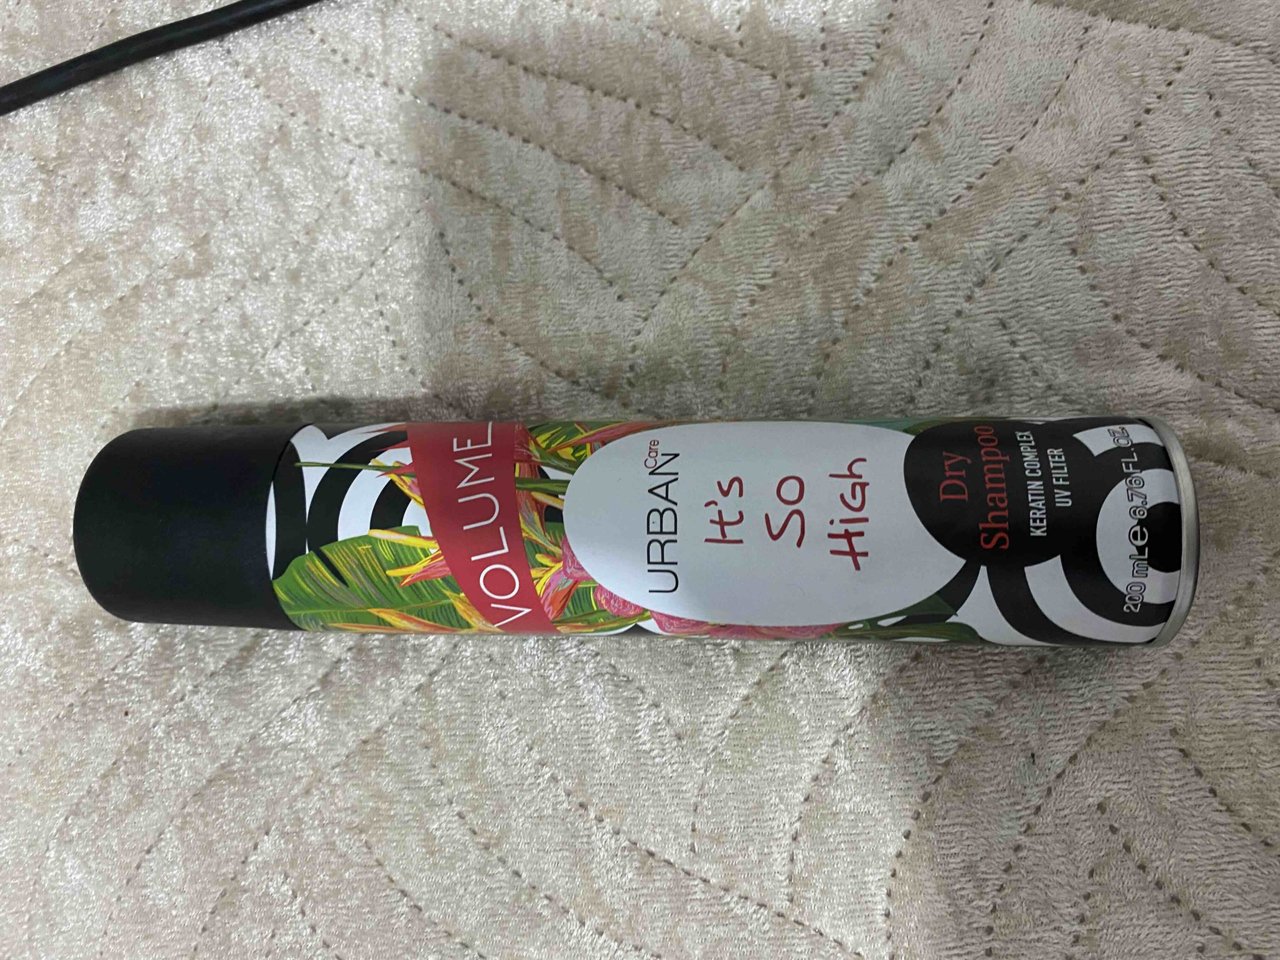 VOLUME
URBAN Care
It's
So
High
Dry
Shampoo
KERATIN COMPLEX
UV FILTER
200 mL e 6.76 FL. OZ.